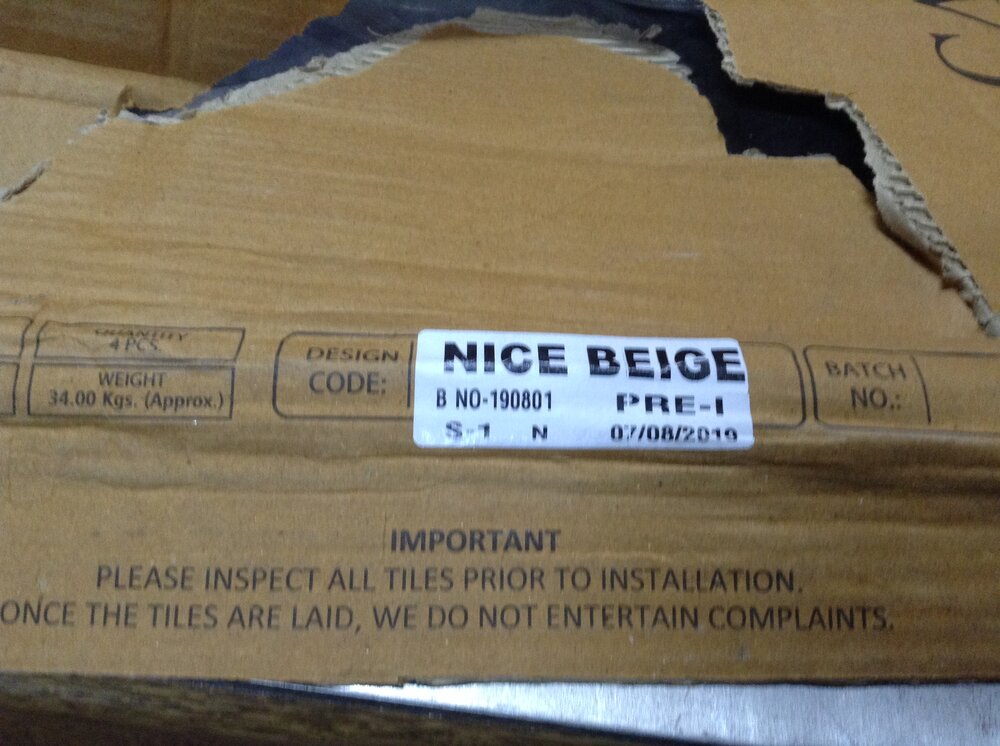 QUANTITY
4 PCS.
WEIGHT
34.00 Kgs. (Approx.)
DESIGN
CODE:
NICE BEIGE
B NO-190801 PRE-I
S-1 N 07/08/2019
BATCH
NO.:
IMPORTANT
PLEASE INSPECT ALL TILES PRIOR TO INSTALLATION.
ONCE THE TILES ARE LAID, WE DO NOT ENTERTAIN COMPLAINTS.